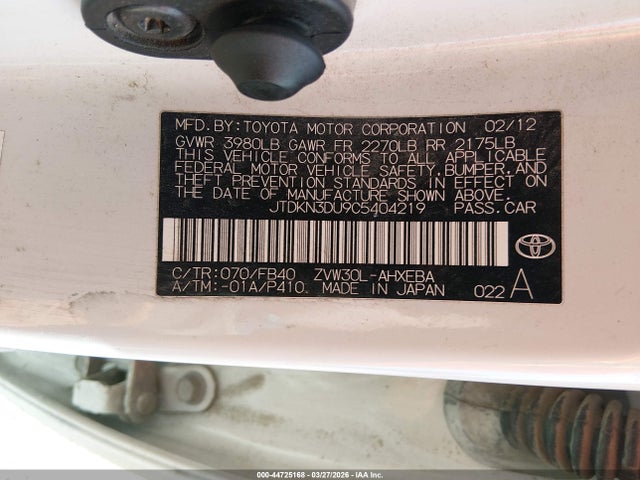 MFD.BY:TOYOTA MOTOR CORPORATION 02/12
GVWR 3980LB GAWR FR 2270LB RR 2175LB
THIS VEHICLE CONFORMS TO ALL APPLICABLE
FEDERAL MOTOR VEHICLE SAFETY,BUMPER,AND
THEFT PREVENTION STANDARDS IN EFFECT ON
THE DATE OF MANUFACTURE SHOWN ABOVE.
JTDKN3DU9C5404219 PASS.CAR
C/TR:070/FB40 ZVW30L-AHXEBA
A/TM:-01A/P410 MADE IN JAPAN 022 A
000-44725168 - 03/27/2026 - IAA Inc.